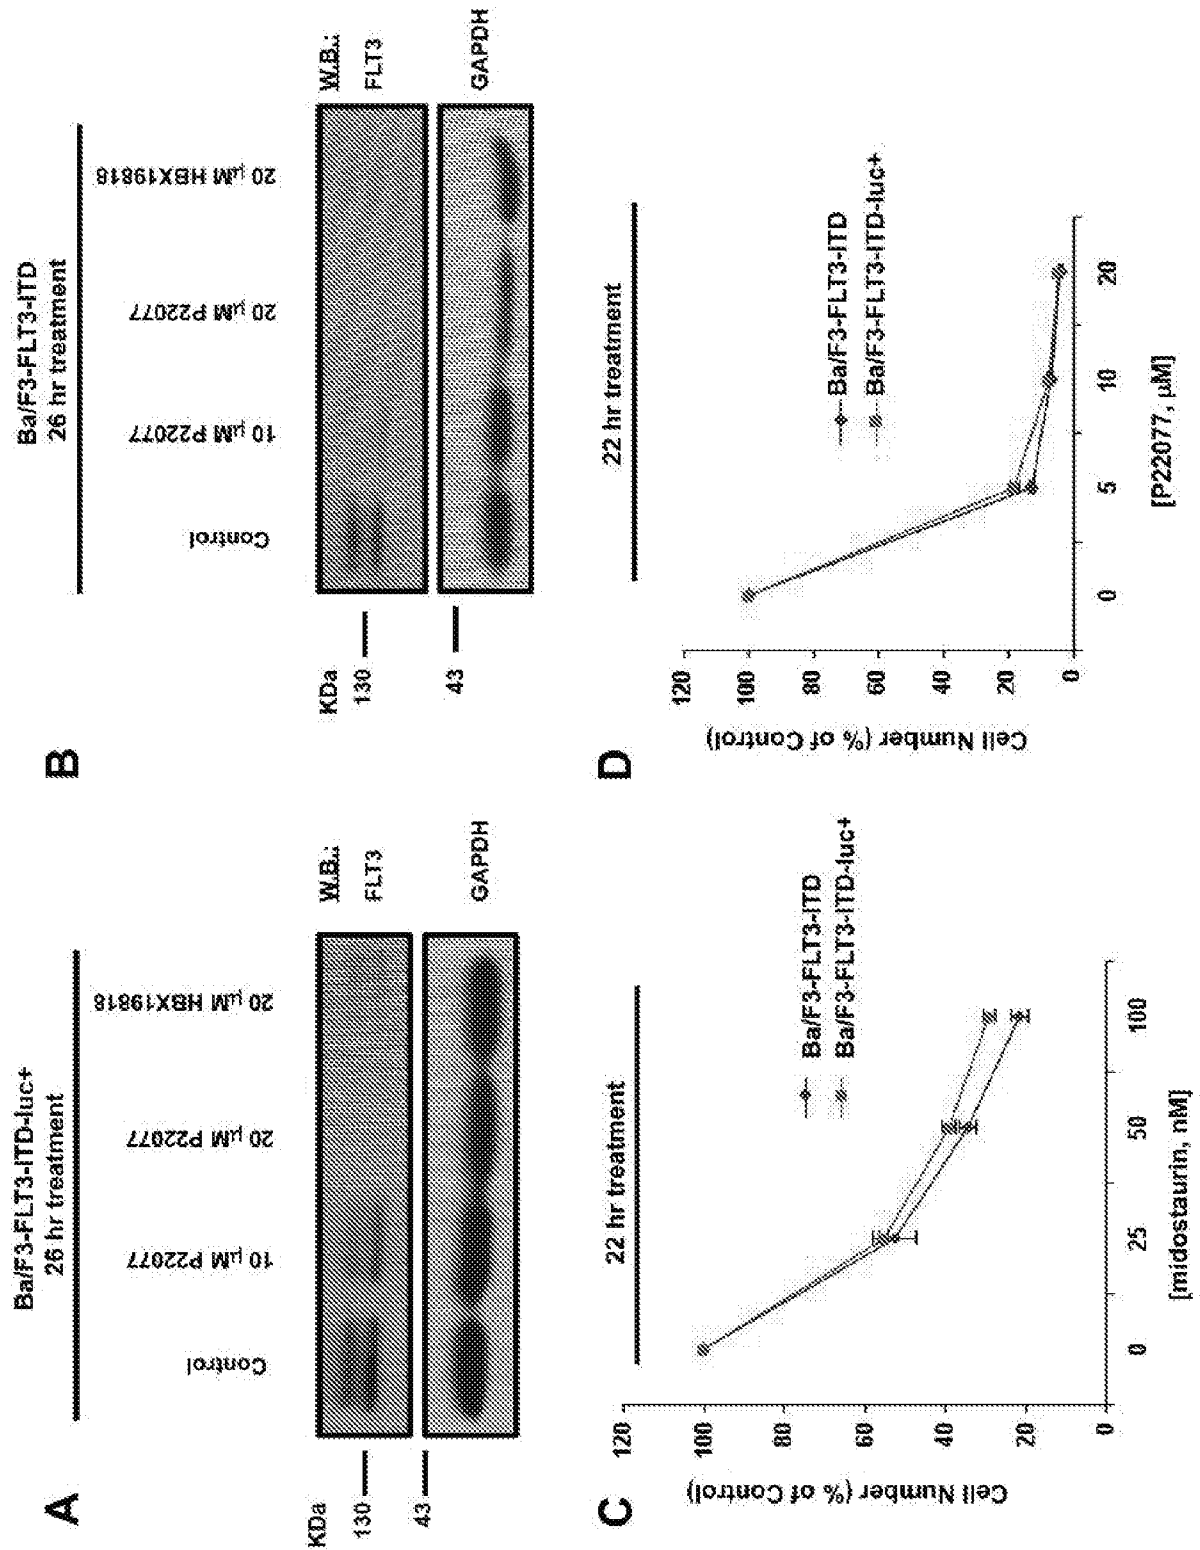 A
Ba/F3-FLT3-ITD-luc+
26 hr treatment
Control
10 µM P22077
20 µM P22077
20 µM HBX19818
KDa
W.B.:
130
FLT3
43
GAPDH
B
Ba/F3-FLT3-ITD
26 hr treatment
Control
10 µM P22077
20 µM P22077
20 µM HBX19818
KDa
W.B.:
130
FLT3
43
GAPDH
C
22 hr treatment
Cell Number (% of Control)
120
100
80
60
40
20
0
Ba/F3-FLT3-ITD
Ba/F3-FLT3-ITD-luc+
0
25
50
100
[midostaurin, nM]
D
22 hr treatment
Cell Number (% of Control)
120
100
80
60
40
20
0
Ba/F3-FLT3-ITD
Ba/F3-FLT3-ITD-luc+
0
5
10
20
[P22077, µM]